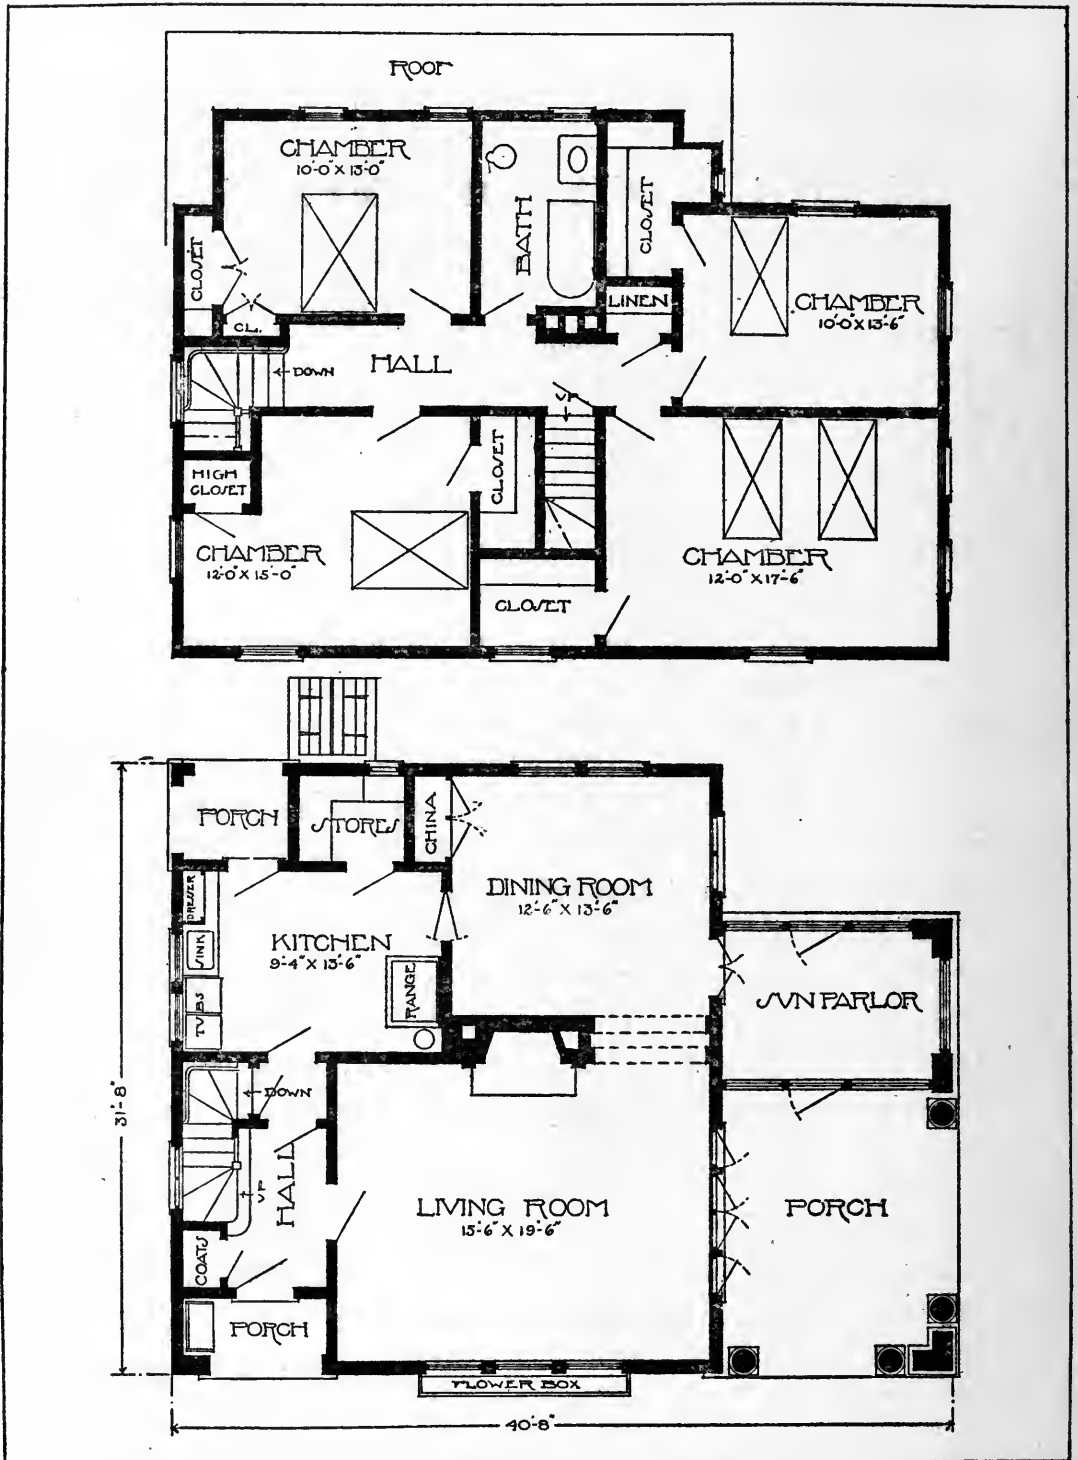 ROOF
CHAMBER
10'-0" X 13'-0"
BATH
CLOSET
CLOSET
LINEN
CHAMBER
10'-0" X 13'-6"
CL.
HALL
DOWN
UP
HIGH
CLOSET
CLOSET
CHAMBER
12'-0" X 15'-0"
CHAMBER
12'-0" X 17'-6"
CLOSET
PORCH
STORES
CHINA
DINING ROOM
12'-6" X 13'-6"
DRESSER
SINK
KITCHEN
9'-4" X 13'-6"
RANGE
TUBS
SUN PARLOR
DOWN
31'-8"
HALL
UP
LIVING ROOM
15'-6" X 19'-6"
PORCH
COATS
PORCH
FLOWER BOX
40'-8"